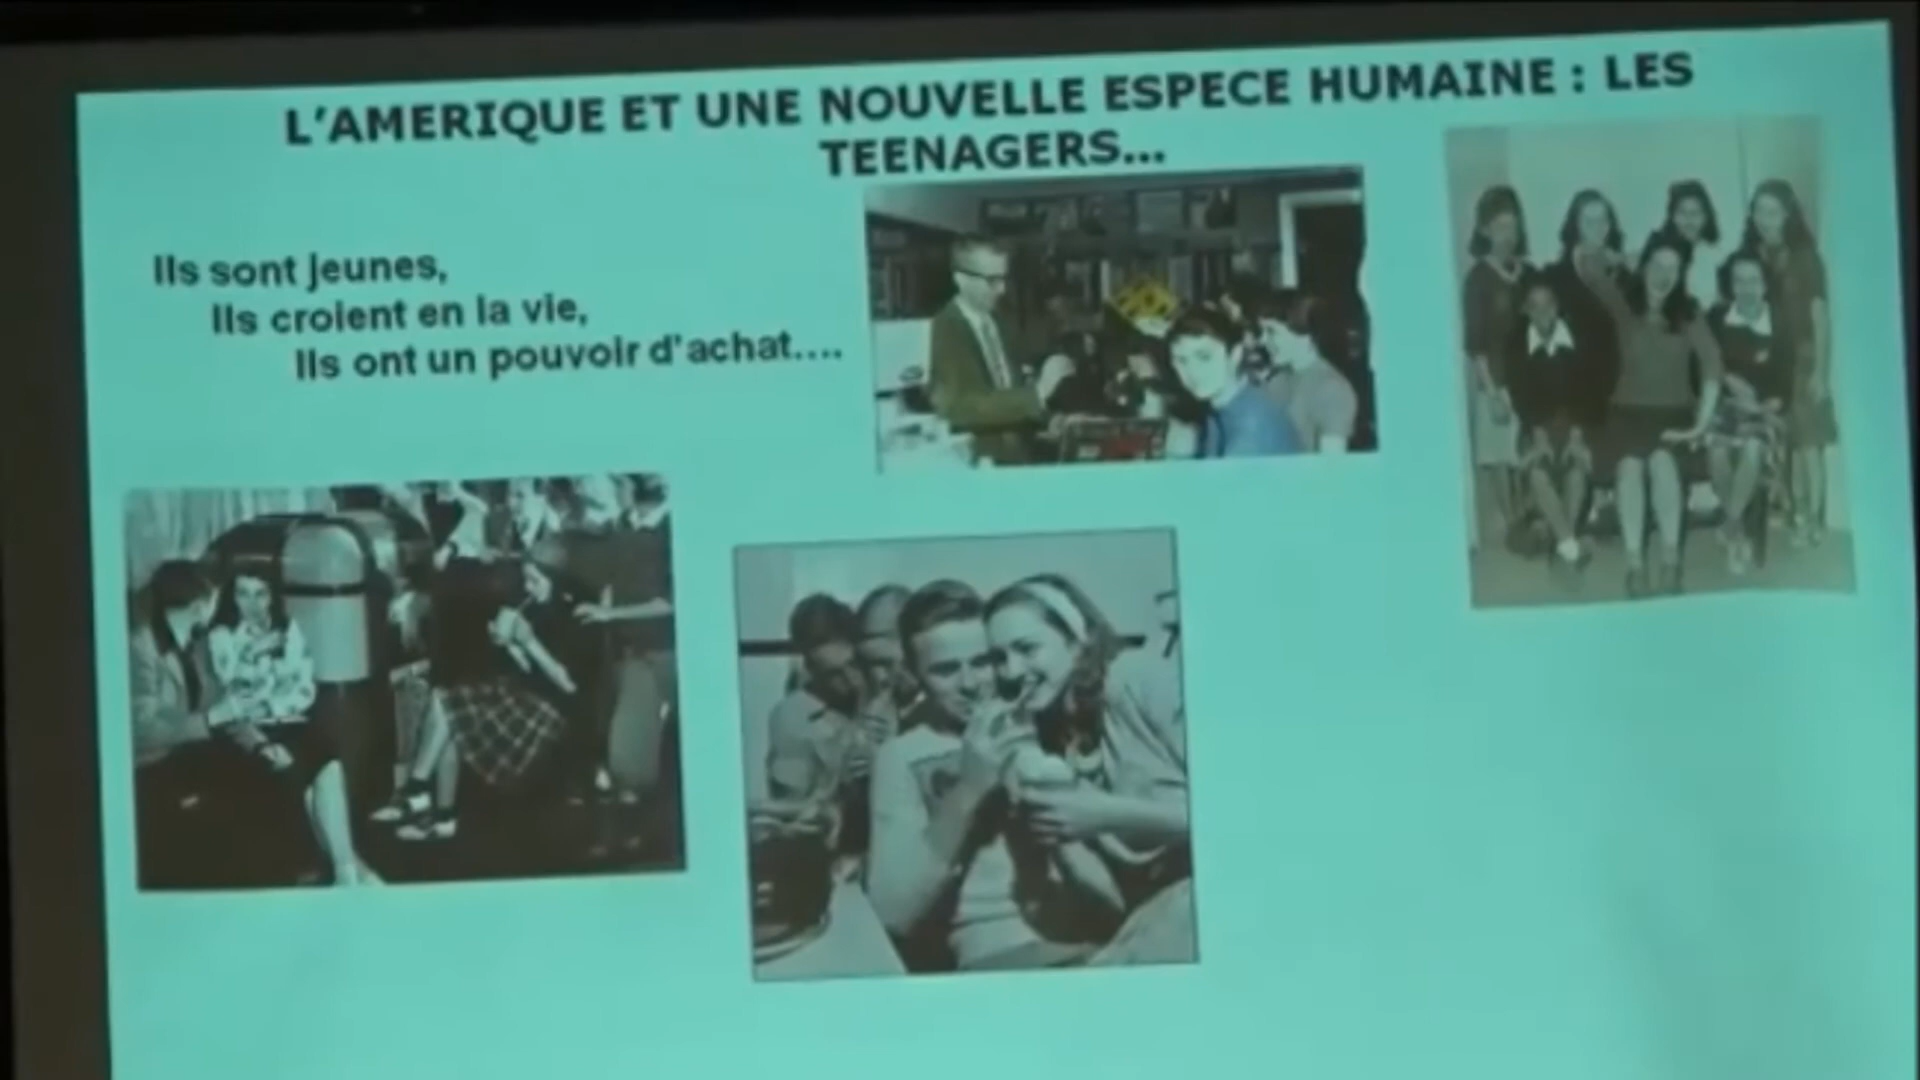 L'AMERIQUE ET UNE NOUVELLE ESPECE HUMAINE : LES
TEENAGERS...
Ils sont jeunes,
Ils croient en la vie,
Ils ont un pouvoir d'achat....